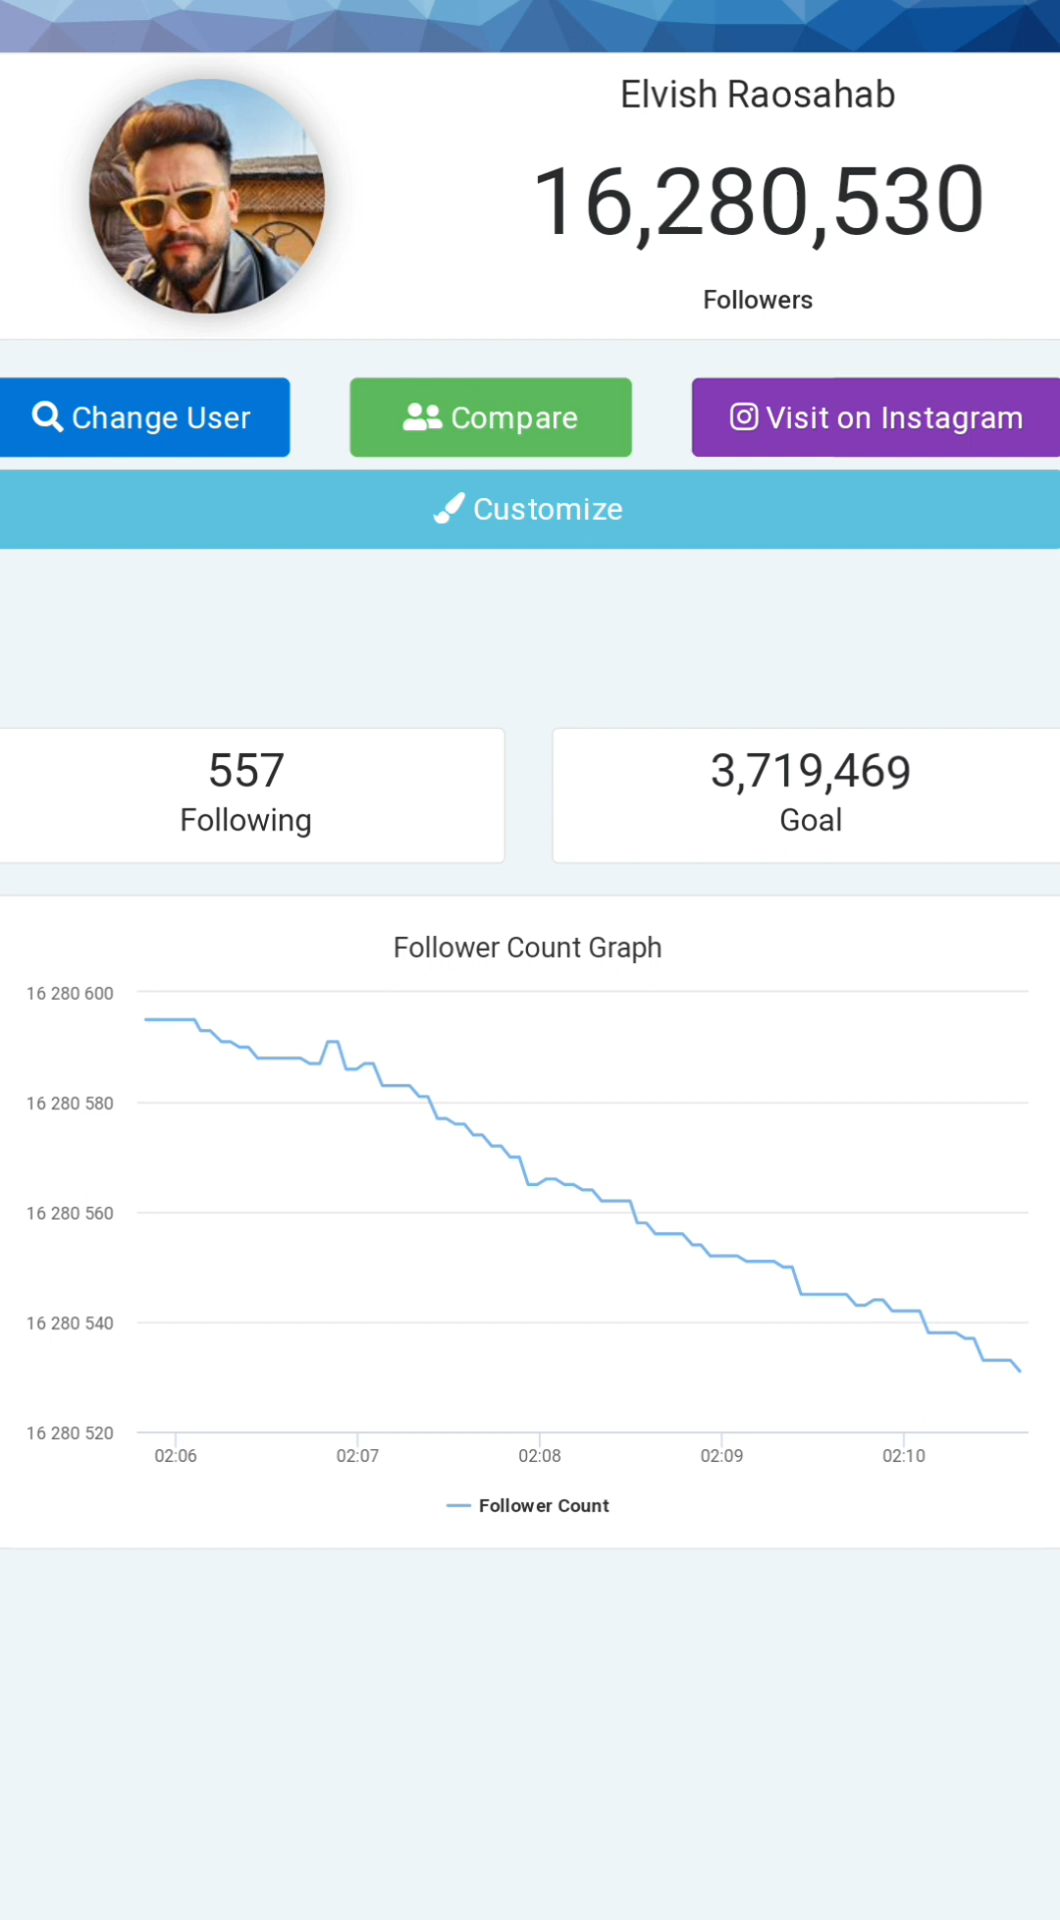 Elvish Raosahab
16,280,530
Followers
Change User
Compare
Visit on Instagram
Customize
557
Following
3,719,469
Goal
Follower Count Graph
16 280 600
16 280 580
16 280 560
16 280 540
16 280 520
02:06 02:07 02:08 02:09 02:10
Follower Count